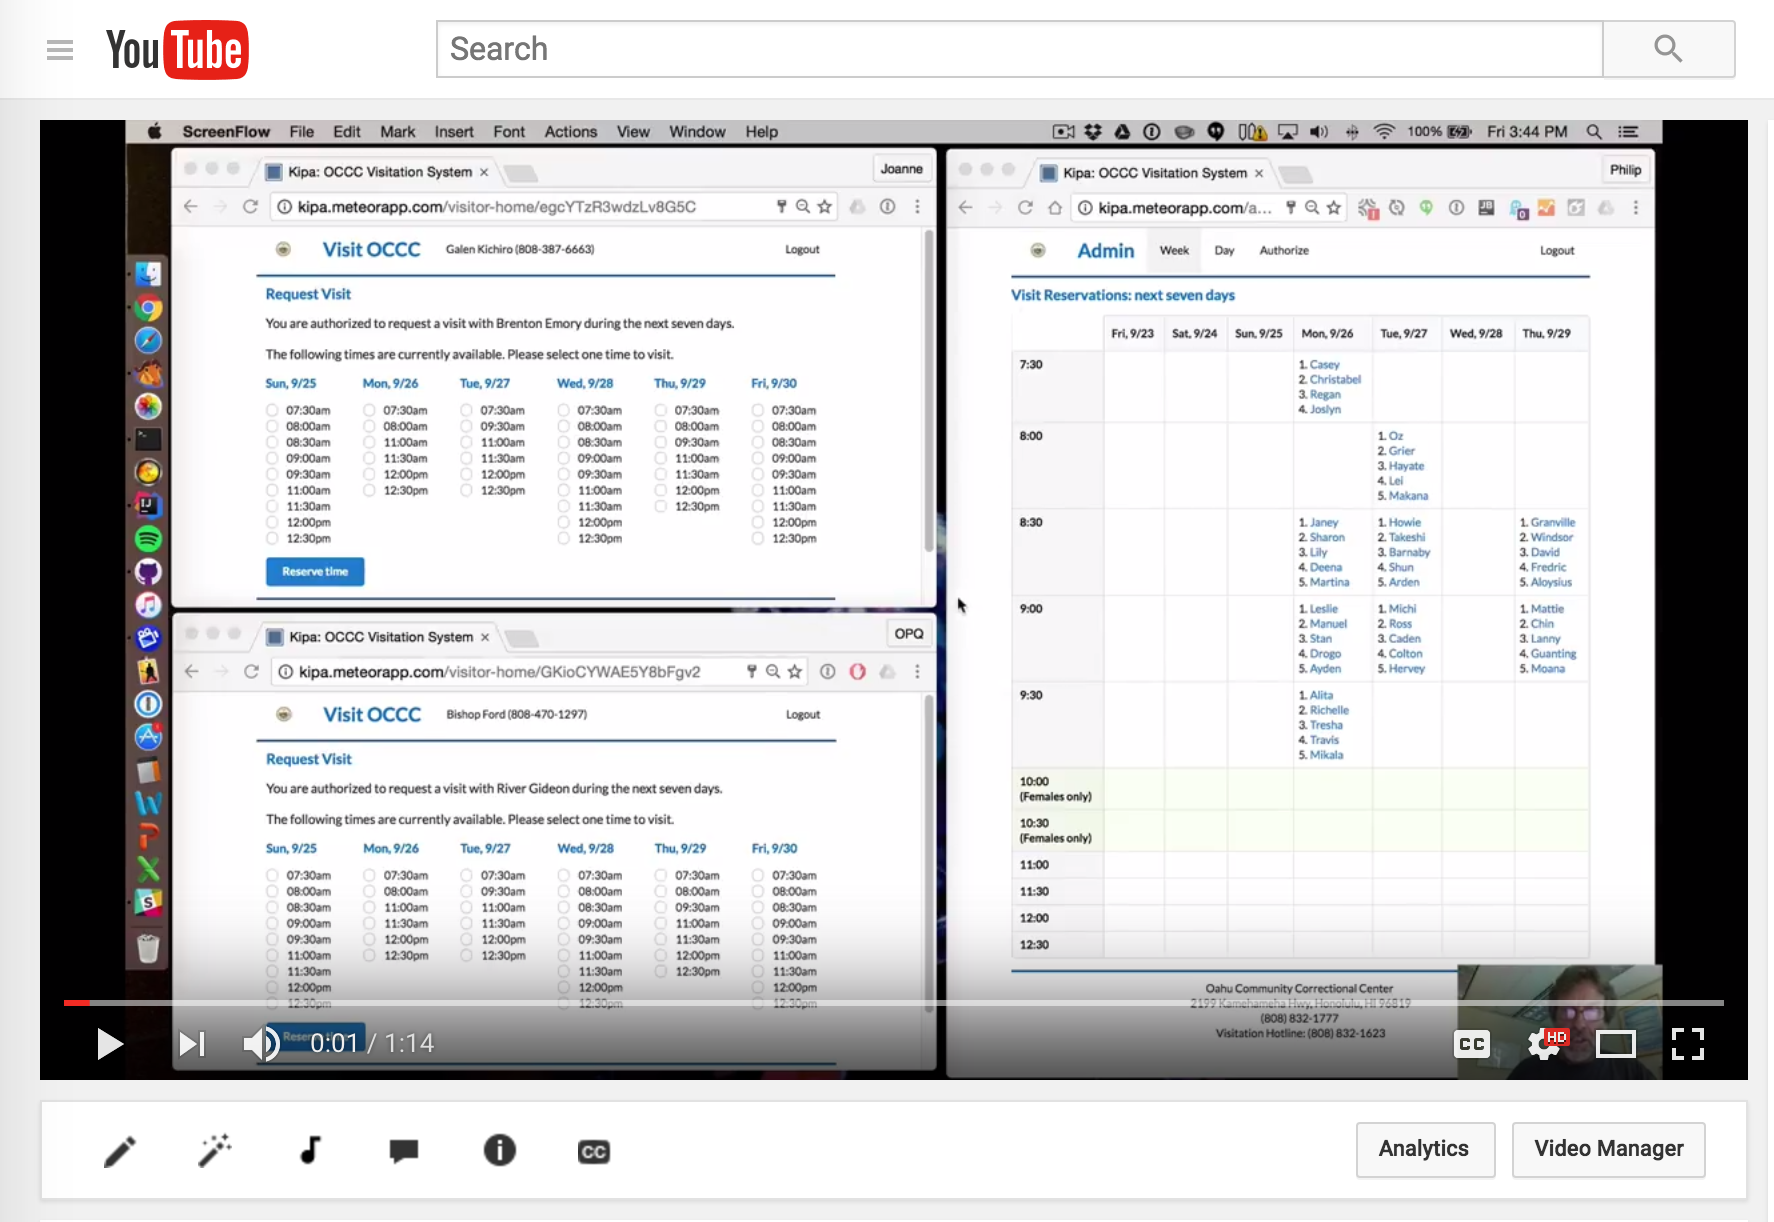 YouTube
Search
ScreenFlow File Edit Mark Insert Font Actions View Window Help 100% Fri 3:44 PM
Kipa: OCCC Visitation System Joanne
kipa.meteorapp.com/visitor-home/egcYTzR3wdzLv8G5C
Visit OCCC Galen Kichiro (808-387-6663) Logout
Request Visit
You are authorized to request a visit with Brenton Emory during the next seven days.
The following times are currently available. Please select one time to visit.
Sun, 9/25 Mon, 9/26 Tue, 9/27 Wed, 9/28 Thu, 9/29 Fri, 9/30
07:30am 07:30am 07:30am 07:30am 07:30am 07:30am
08:00am 08:00am 09:30am 08:00am 08:00am 08:00am
08:30am 11:00am 11:00am 08:30am 09:30am 08:30am
09:00am 11:30am 11:30am 09:00am 11:00am 09:00am
09:30am 12:00pm 12:00pm 09:30am 11:30am 09:30am
11:00am 12:30pm 12:30pm 11:00am 12:00pm 11:00am
11:30am 11:30am 12:30pm 11:30am
12:00pm 12:00pm 12:00pm
12:30pm 12:30pm 12:30pm
Reserve time
Kipa: OCCC Visitation System OPQ
kipa.meteorapp.com/visitor-home/GKioCYWAE5Y8bFgv2
Visit OCCC Bishop Ford (808-470-1297) Logout
Request Visit
You are authorized to request a visit with River Gideon during the next seven days.
The following times are currently available. Please select one time to visit.
Sun, 9/25 Mon, 9/26 Tue, 9/27 Wed, 9/28 Thu, 9/29 Fri, 9/30
07:30am 07:30am 07:30am 07:30am 07:30am 07:30am
08:00am 08:00am 09:30am 08:00am 08:00am 08:00am
08:30am 11:00am 11:00am 08:30am 09:30am 08:30am
09:00am 11:30am 11:30am 09:00am 11:00am 09:00am
09:30am 12:00pm 12:00pm 09:30am 11:30am 09:30am
11:00am 12:30pm 12:30pm 11:00am 12:00pm 11:00am
11:30am 11:30am 12:30pm 11:30am
12:00pm 12:00pm 12:00pm
12:30pm 12:30pm 12:30pm
Kipa: OCCC Visitation System Philip
kipa.meteorapp.com/a...
Admin Week Day Authorize Logout
Visit Reservations: next seven days
Fri, 9/23 Sat, 9/24 Sun, 9/25 Mon, 9/26 Tue, 9/27 Wed, 9/28 Thu, 9/29
7:30 1. Casey
2. Christabel
3. Regan
4. Joslyn
8:00 1. Oz
2. Grier
3. Hayate
4. Lei
5. Makana
8:30 1. Janey 1. Howie 1. Granville
2. Sharon 2. Takeshi 2. Windsor
3. Lily 3. Barnaby 3. David
4. Deena 4. Shun 4. Fredric
5. Martina 5. Arden 5. Aloysius
9:00 1. Leslie 1. Michi 1. Mattie
2. Manuel 2. Ross 2. Chin
3. Stan 3. Caden 3. Lanny
4. Drogo 4. Colton 4. Guanting
5. Ayden 5. Hervey 5. Moana
9:30 1. Alita
2. Richelle
3. Tresha
4. Travis
5. Mikala
10:00
(Females only)
10:30
(Females only)
11:00
11:30
12:00
12:30
Oahu Community Correctional Center
2199 Kamehameha Hwy, Honolulu, HI 96819
(808) 832-1777
Visitation Hotline: (808) 832-1623
0:01 / 1:14
CC HD
CC
Analytics Video Manager